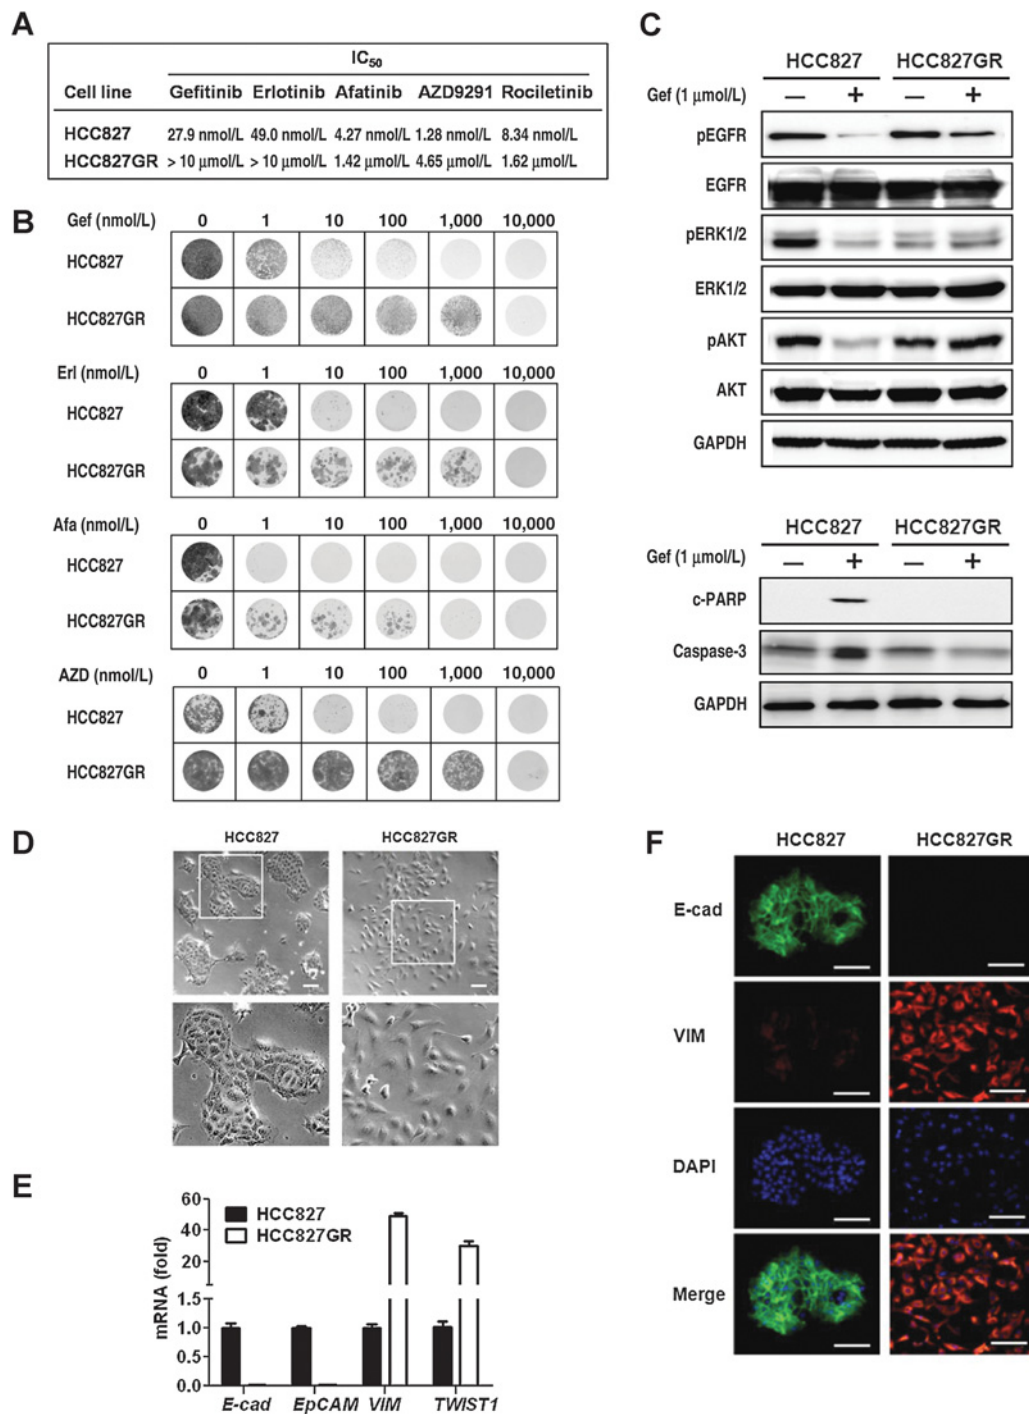 A
IC50
Cell line Gefitinib Erlotinib Afatinib AZD9291 Rociletinib
HCC827 27.9 nmol/L 49.0 nmol/L 4.27 nmol/L 1.28 nmol/L 8.34 nmol/L
HCC827GR > 10 μmol/L > 10 μmol/L 1.42 μmol/L 4.65 μmol/L 1.62 μmol/L
B
Gef (nmol/L) 0 1 10 100 1,000 10,000
HCC827
HCC827GR
Erl (nmol/L) 0 1 10 100 1,000 10,000
HCC827
HCC827GR
Afa (nmol/L) 0 1 10 100 1,000 10,000
HCC827
HCC827GR
AZD (nmol/L) 0 1 10 100 1,000 10,000
HCC827
HCC827GR
C
HCC827 HCC827GR
Gef (1 μmol/L) — + — +
pEGFR
EGFR
pERK1/2
ERK1/2
pAKT
AKT
GAPDH
HCC827 HCC827GR
Gef (1 μmol/L) — + — +
c-PARP
Caspase-3
GAPDH
D
HCC827 HCC827GR
E
mRNA (fold)
60
40
20
1.5
1.0
0.5
0.0
HCC827
HCC827GR
E-cad EpCAM VIM TWIST1
F
HCC827 HCC827GR
E-cad
VIM
DAPI
Merge